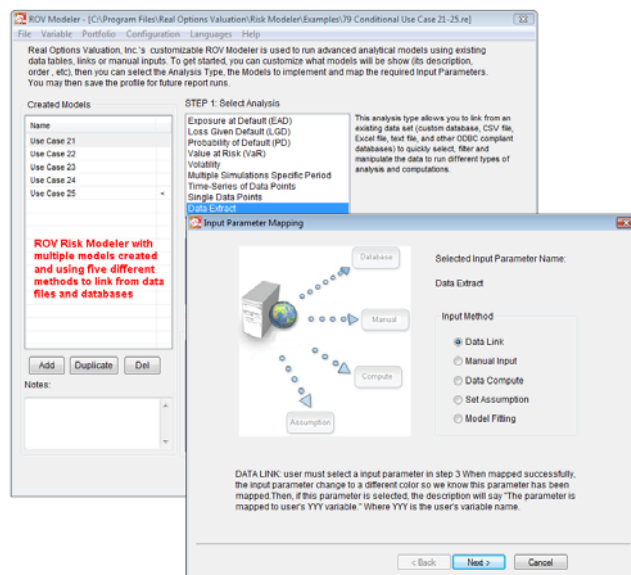 ROV Modeler - [C:\Program Files\Real Options Valuation\Risk Modeler\Examples\79 Conditional Use Case 21-25.re]
File Variable Portfolio Configuration Languages Help
Real Options Valuation, Inc.'s customizable ROV Modeler is used to run advanced analytical models using existing
data tables, links or manual inputs. To get started, you can customize what models will be show (its description,
order , etc), then you can select the Analysis Type, the Models to implement and map the required Input Parameters.
You may then save the profile for future report runs.
Created Models
Name
Use Case 21
Use Case 22
Use Case 23
Use Case 24
Use Case 25 <
ROV Risk Modeler with
multiple models created
and using five different
methods to link from data
files and databases
Add Duplicate Del
Notes:
STEP 1: Select Analysis
Exposure at Default (EAD)
Loss Given Default (LGD)
Probability of Default (PD)
Value at Risk (VaR)
Volatility
Multiple Simulations Specific Period
Time-Series of Data Points
Single Data Points
Data Extract
This analysis type allows you to link from an
existing data set (custom database, CSV file,
Excel file, text file, and other ODBC compliant
databases) to quickly select, filter and
manipulate the data to run different types of
analysis and computations.
Input Parameter Mapping
Database
Manual
Compute
Assumption
Selected Input Parameter Name:
Data Extract
Input Method
Data Link
Manual Input
Data Compute
Set Assumption
Model Fitting
DATA LINK: user must select a input parameter in step 3 When mapped successfully,
the input parameter change to a different color so we know this parameter has been
mapped.Then, if this parameter is selected, the description will say "The parameter is
mapped to user's YYY variable." Where YYY is the user's variable name.
< Back Next > Cancel